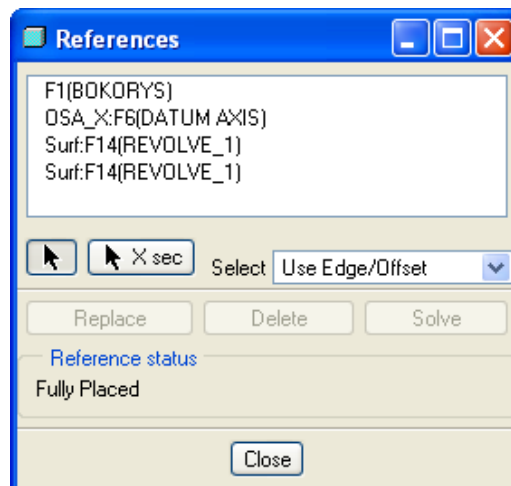 References
F1(BOKORYS)
OSA_X:F6(DATUM AXIS)
Surf:F14(REVOLVE_1)
Surf:F14(REVOLVE_1)
X sec Select Use Edge/Offset
Replace Delete Solve
Reference status
Fully Placed
Close